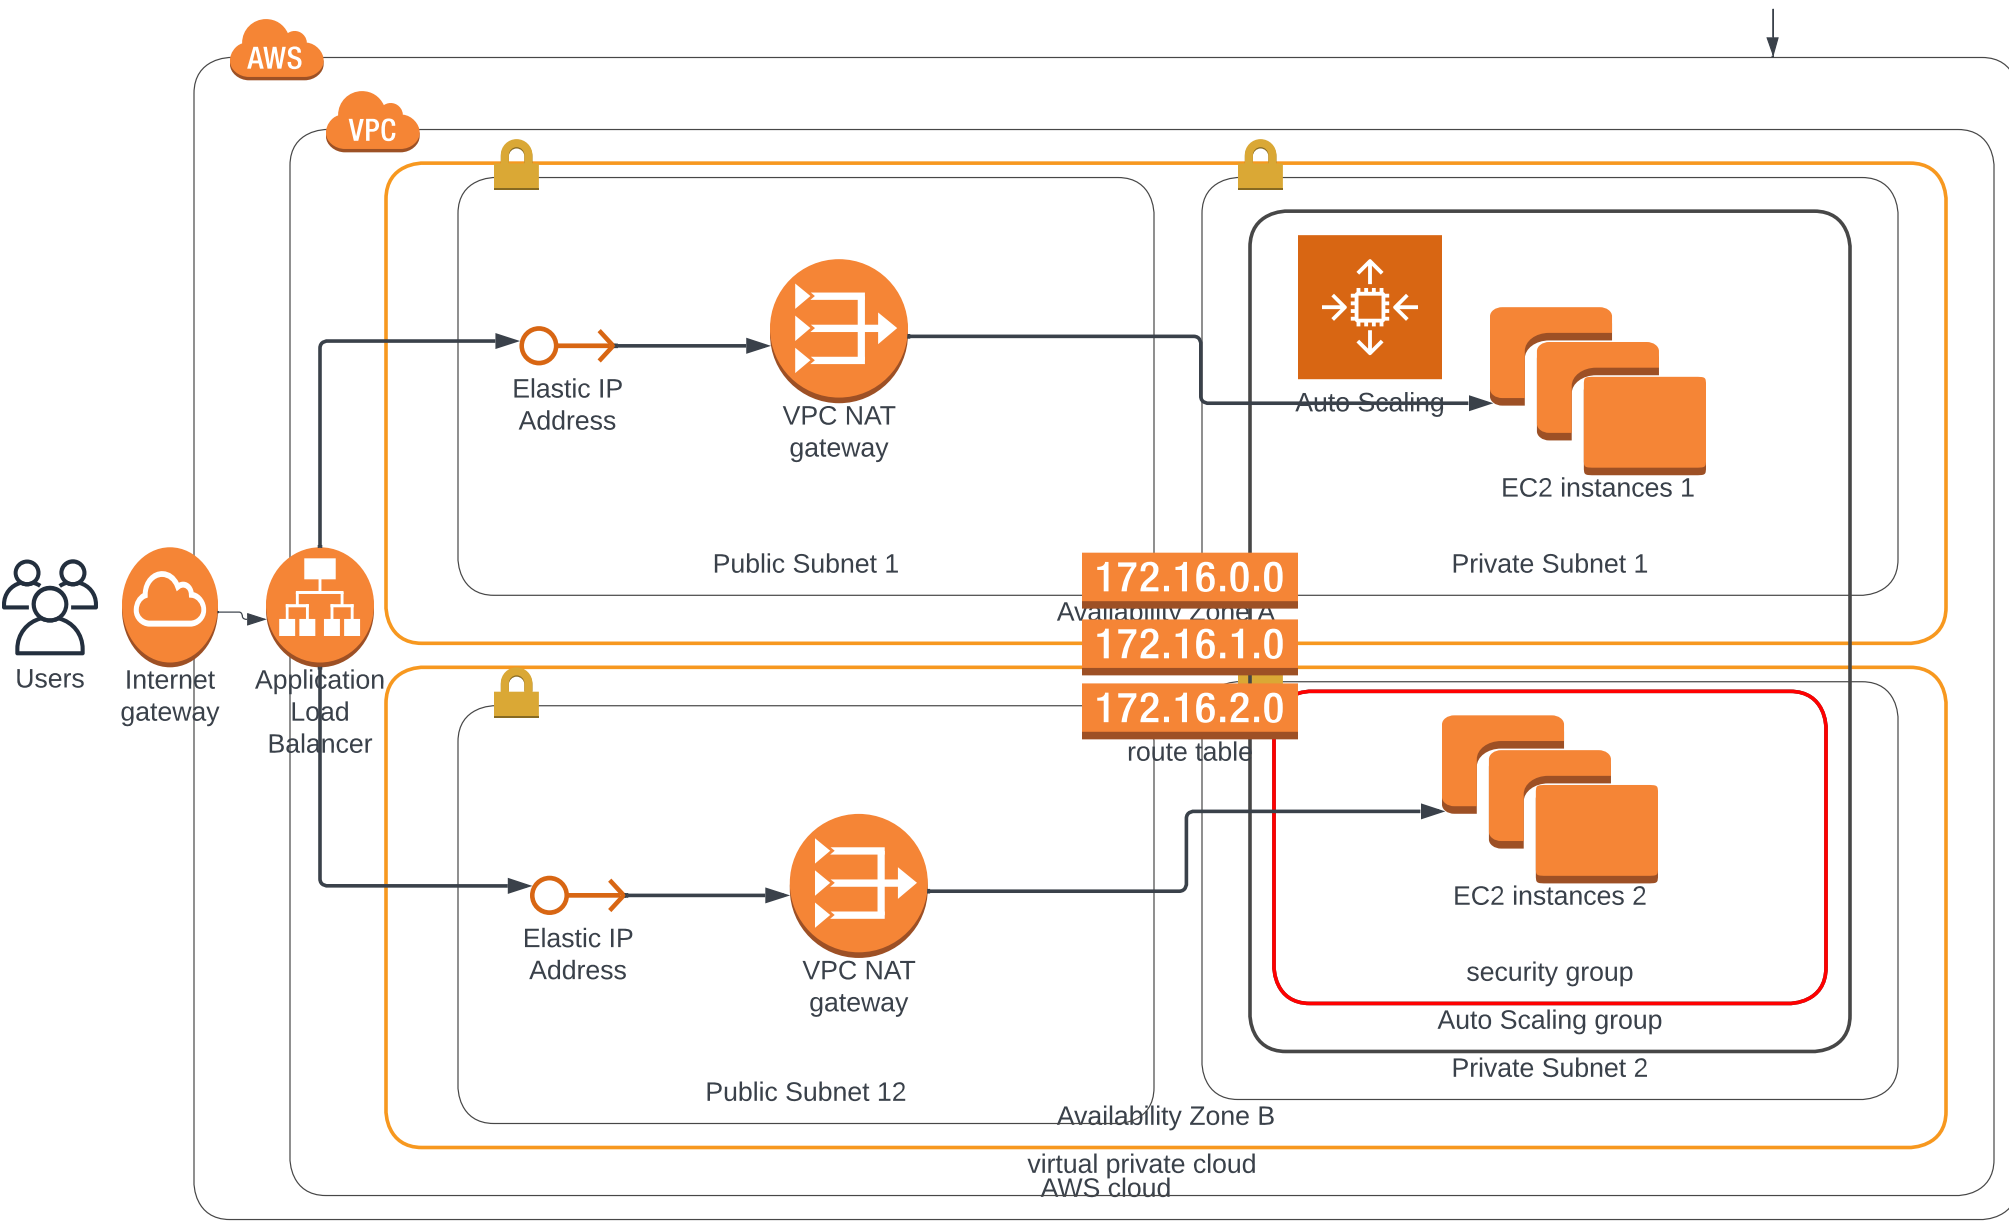 AWS
VPC
Elastic IP
Address
VPC NAT
gateway
Auto Scaling
EC2 instances 1
Public Subnet 1
Private Subnet 1
172.16.0.0
Availability Zone A
172.16.1.0
172.16.2.0
route table
Users
Internet
gateway
Application
Load
Balancer
Elastic IP
Address
VPC NAT
gateway
EC2 instances 2
security group
Auto Scaling group
Private Subnet 2
Public Subnet 12
Availability Zone B
virtual private cloud
AWS cloud